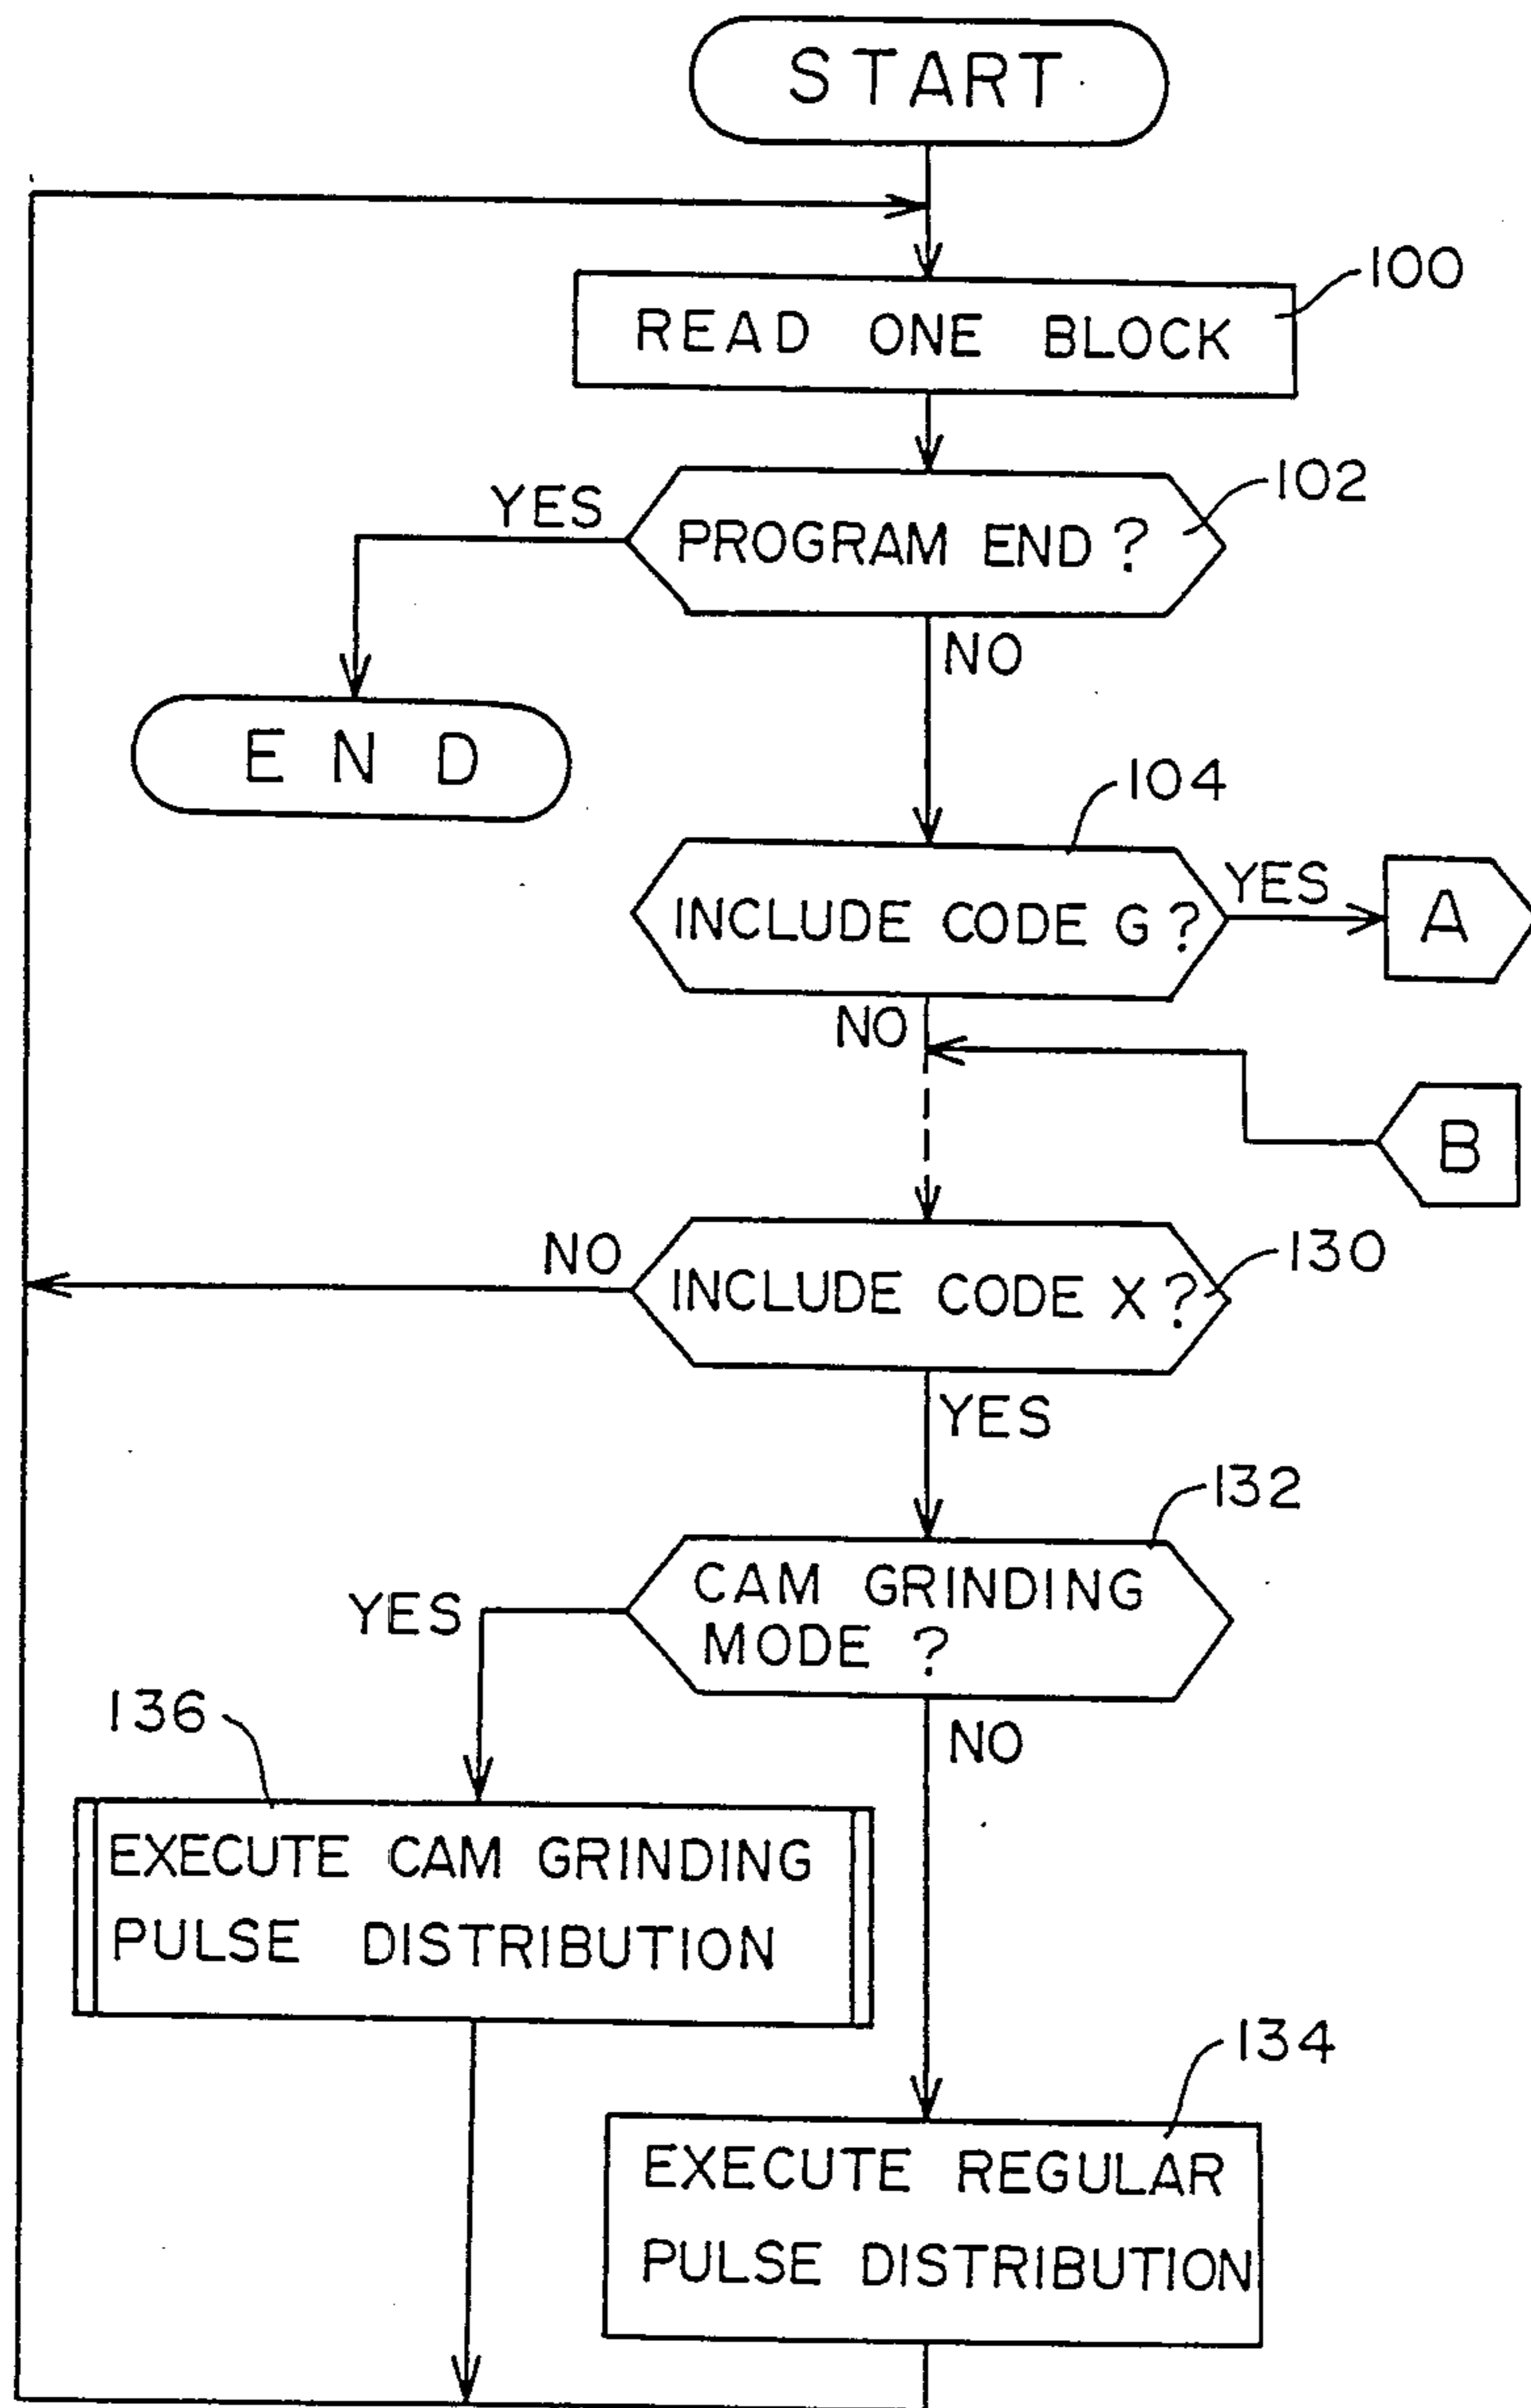 START
100
READ ONE BLOCK
102
YES
PROGRAM END ?
NO
END
104
INCLUDE CODE G ?
YES
A
NO
B
NO
INCLUDE CODE X ?
130
YES
132
CAM GRINDING
MODE ?
YES
136
NO
EXECUTE CAM GRINDING
PULSE DISTRIBUTION
134
EXECUTE REGULAR
PULSE DISTRIBUTION